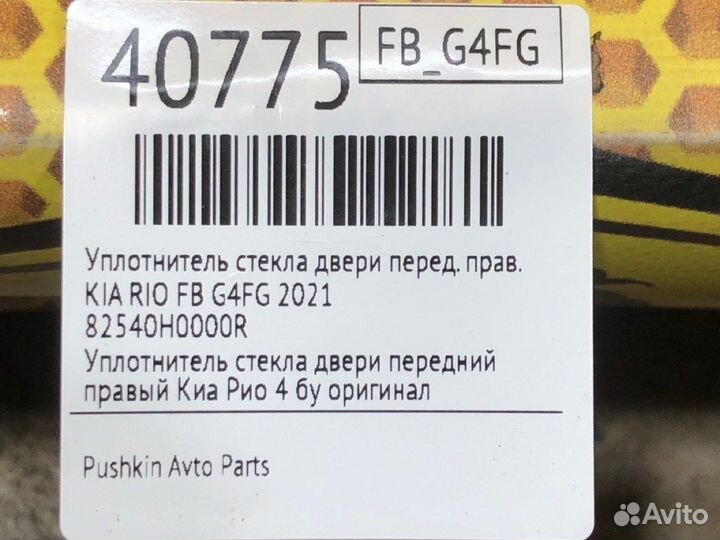 40775
FB_G4FG
Уплотнитель стекла двери перед. прав.
KIA RIO FB G4FG 2021
82540H0000R
Уплотнитель стекла двери передний
правый Киа Рио 4 бу оригинал
Pushkin Avto Parts
Avito